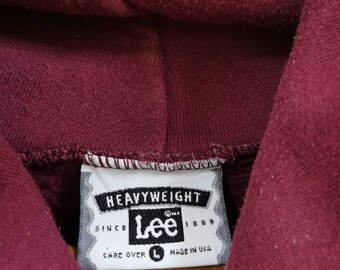 HEAVYWEIGHT
SINCE Lee 1889
CARE OVER L MADE IN USA